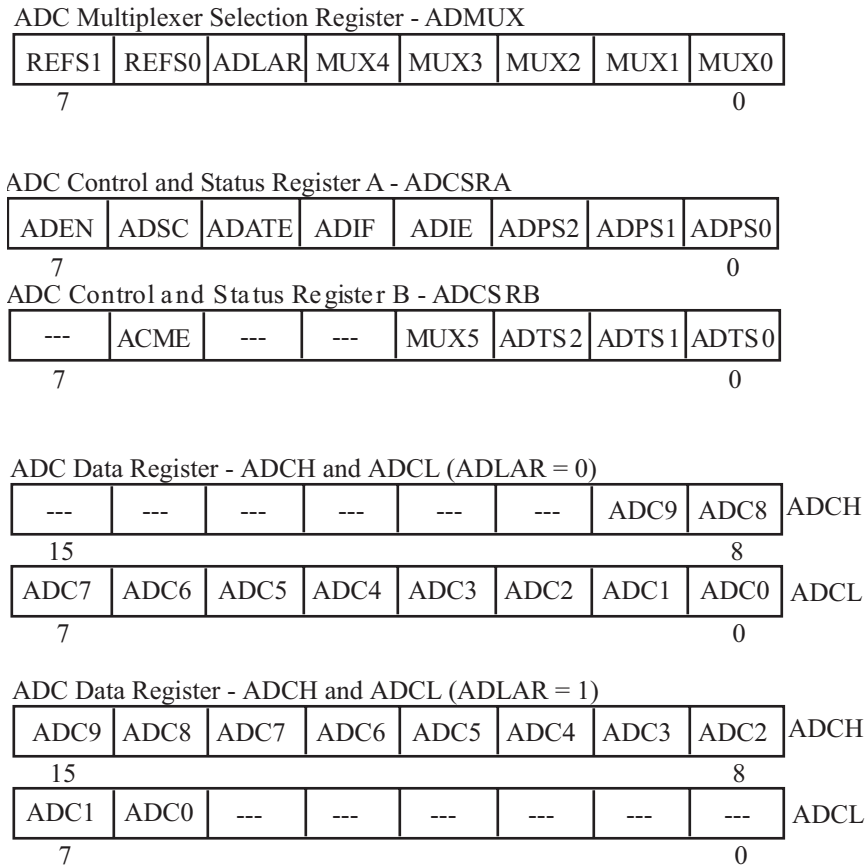 ADC Multiplexer Selection Register - ADMUX
REFS1 REFS0 ADLAR MUX4 MUX3 MUX2 MUX1 MUX0
7 0
ADC Control and Status Register A - ADCSRA
ADEN ADSC ADATE ADIF ADIE ADPS2 ADPS1 ADPS0
7 0
ADC Control and Status Register B - ADCSRB
--- ACME --- --- MUX5 ADTS2 ADTS1 ADTS0
7 0
ADC Data Register - ADCH and ADCL (ADLAR = 0)
--- --- --- --- --- --- ADC9 ADC8 ADCH
15 8
ADC7 ADC6 ADC5 ADC4 ADC3 ADC2 ADC1 ADC0 ADCL
7 0
ADC Data Register - ADCH and ADCL (ADLAR = 1)
ADC9 ADC8 ADC7 ADC6 ADC5 ADC4 ADC3 ADC2 ADCH
15 8
ADC1 ADC0 --- --- --- --- --- --- ADCL
7 0